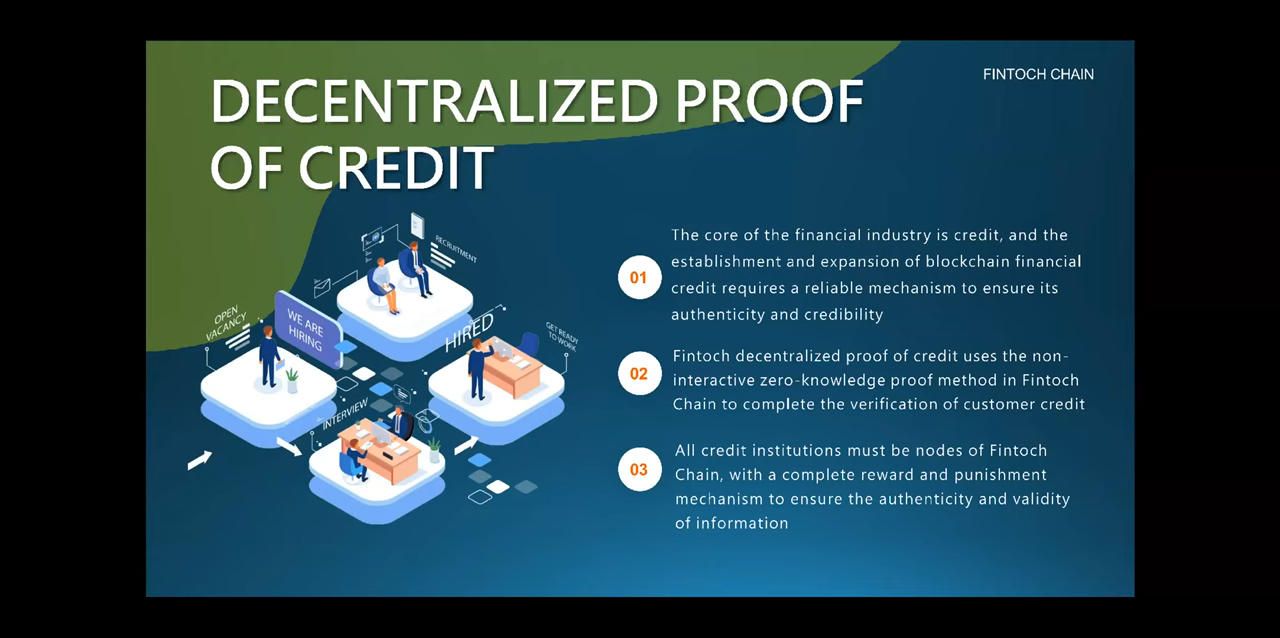 FINTOCH CHAIN
DECENTRALIZED PROOF
OF CREDIT
The core of the financial industry is credit, and the
establishment and expansion of blockchain financial
credit requires a reliable mechanism to ensure its
authenticity and credibility
01
Fintoch decentralized proof of credit uses the non-
interactive zero-knowledge proof method in Fintoch
Chain to complete the verification of customer credit
02
All credit institutions must be nodes of Fintoch
Chain, with a complete reward and punishment
mechanism to ensure the authenticity and validity
of information
03
RECRUITMENT
OPEN
VACANCY
WE ARE
HIRING
HIRED
GET READY
TO WORK
INTERVIEW